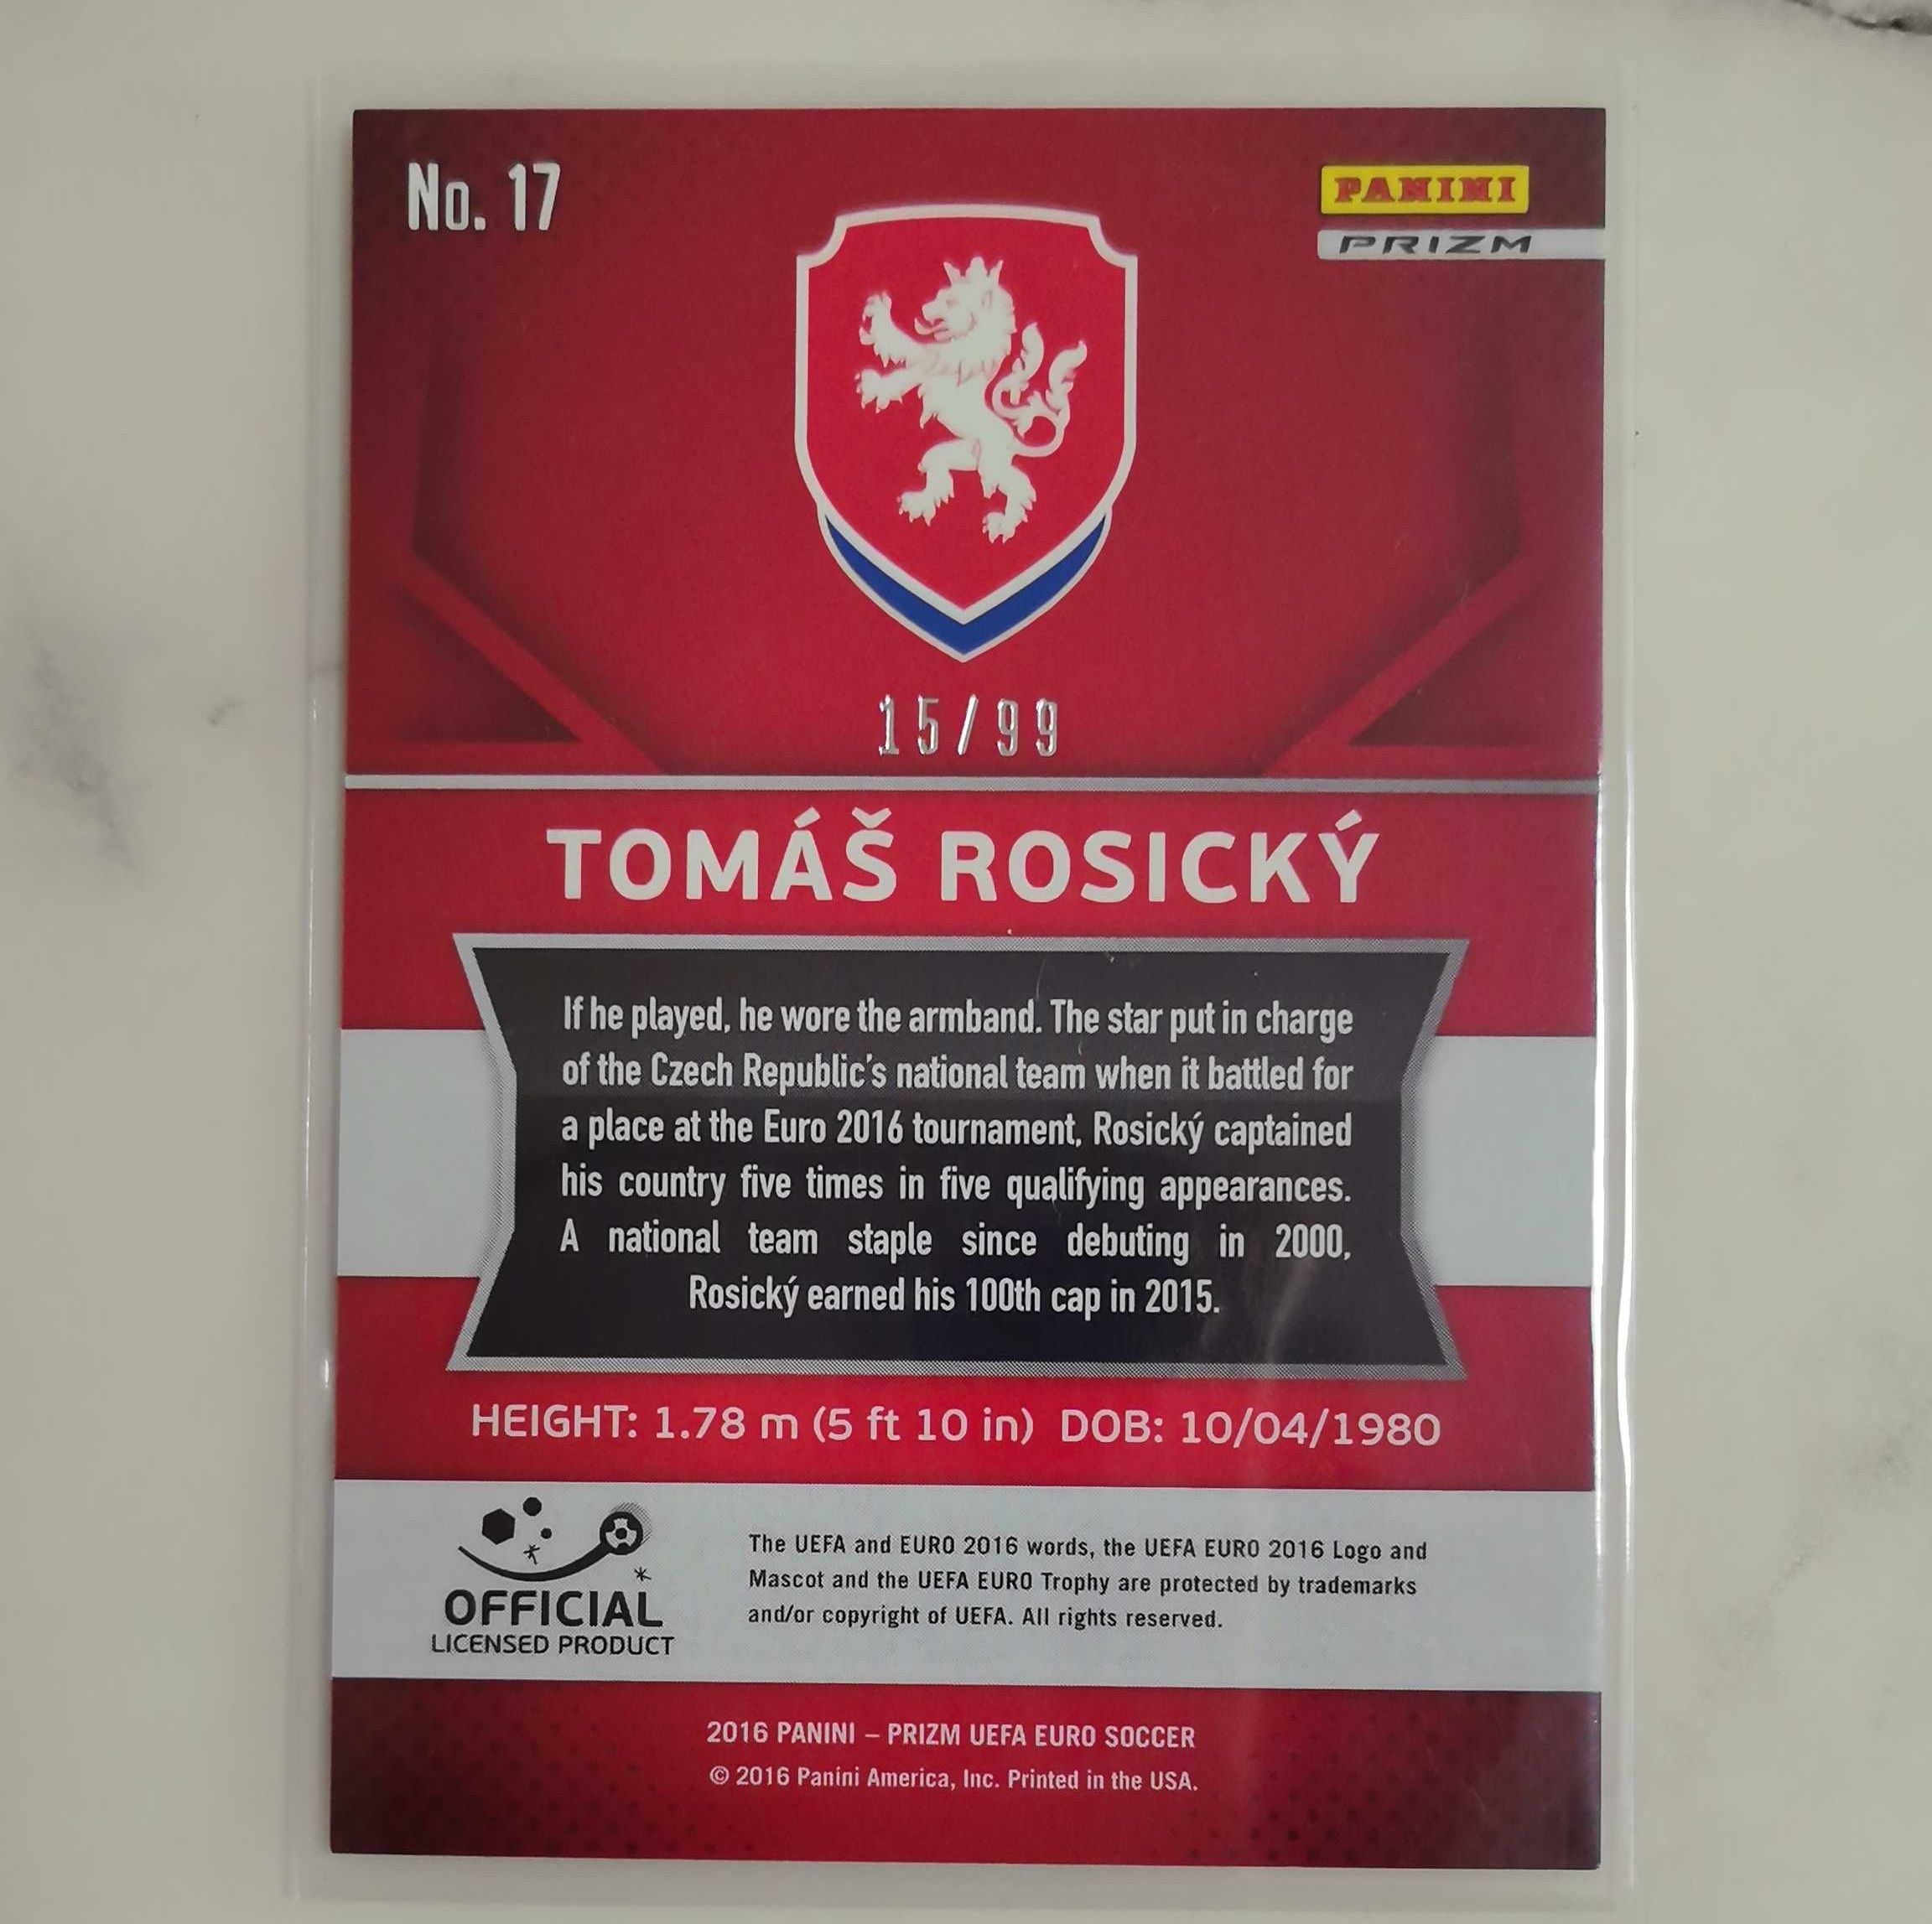 No. 17
PANINI
PRIZM
15/99
TOMÁŠ ROSICKÝ
If he played, he wore the armband. The star put in charge
of the Czech Republic's national team when it battled for
a place at the Euro 2016 tournament, Rosický captained
his country five times in five qualifying appearances.
A national team staple since debuting in 2000,
Rosický earned his 100th cap in 2015.
HEIGHT: 1.78 m (5 ft 10 in) DOB: 10/04/1980
OFFICIAL
LICENSED PRODUCT
The UEFA and EURO 2016 words, the UEFA EURO 2016 Logo and
Mascot and the UEFA EURO Trophy are protected by trademarks
and/or copyright of UEFA. All rights reserved.
2016 PANINI – PRIZM UEFA EURO SOCCER
© 2016 Panini America, Inc. Printed in the USA.